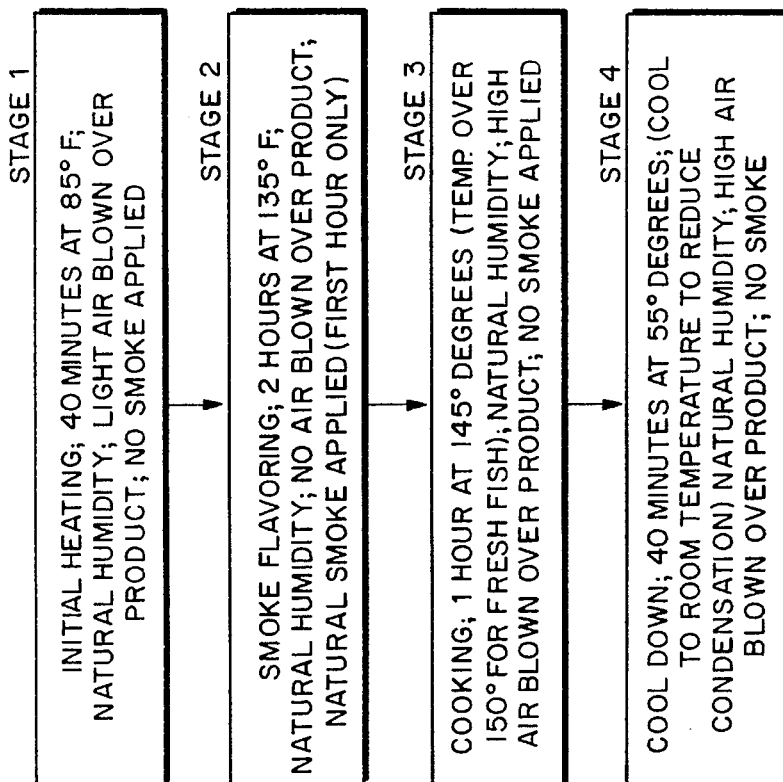 STAGE 1
INITIAL HEATING; 40 MINUTES AT 85° F;
NATURAL HUMIDITY; LIGHT AIR BLOWN OVER
PRODUCT; NO SMOKE APPLIED
STAGE 2
SMOKE FLAVORING; 2 HOURS AT 135° F;
NATURAL HUMIDITY; NO AIR BLOWN OVER PRODUCT;
NATURAL SMOKE APPLIED (FIRST HOUR ONLY)
STAGE 3
COOKING; 1 HOUR AT 145° DEGREES (TEMP. OVER
150° FOR FRESH FISH); NATURAL HUMIDITY; HIGH
AIR BLOWN OVER PRODUCT; NO SMOKE APPLIED
STAGE 4
COOL DOWN; 40 MINUTES AT 55° DEGREES; (COOL
TO ROOM TEMPERATURE TO REDUCE
CONDENSATION) NATURAL HUMIDITY; HIGH AIR
BLOWN OVER PRODUCT; NO SMOKE